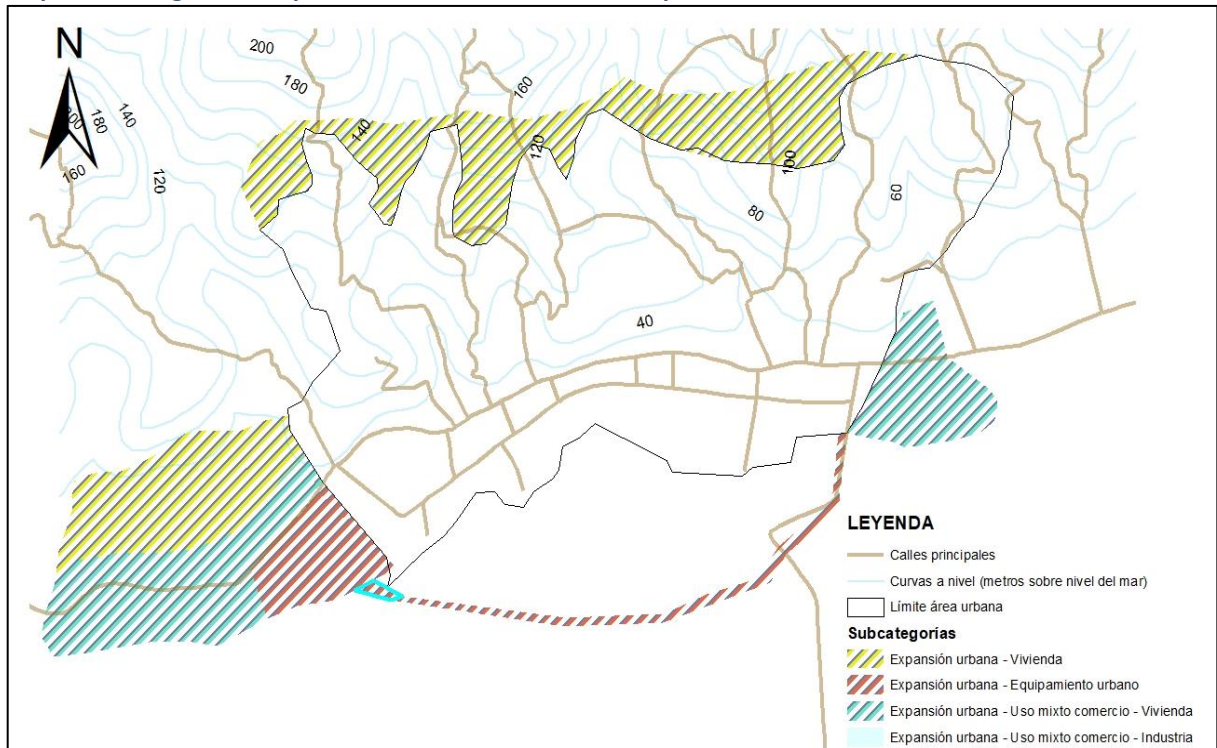 N
200
180
160
140
180
200
160
120
140
120
100
80
60
40
LEYENDA
Calles principales
Curvas a nivel (metros sobre nivel del mar)
Límite área urbana
Subcategorías
Expansión urbana - Vivienda
Expansión urbana - Equipamiento urbano
Expansión urbana - Uso mixto comercio - Vivienda
Expansión urbana - Uso mixto comercio - Industria